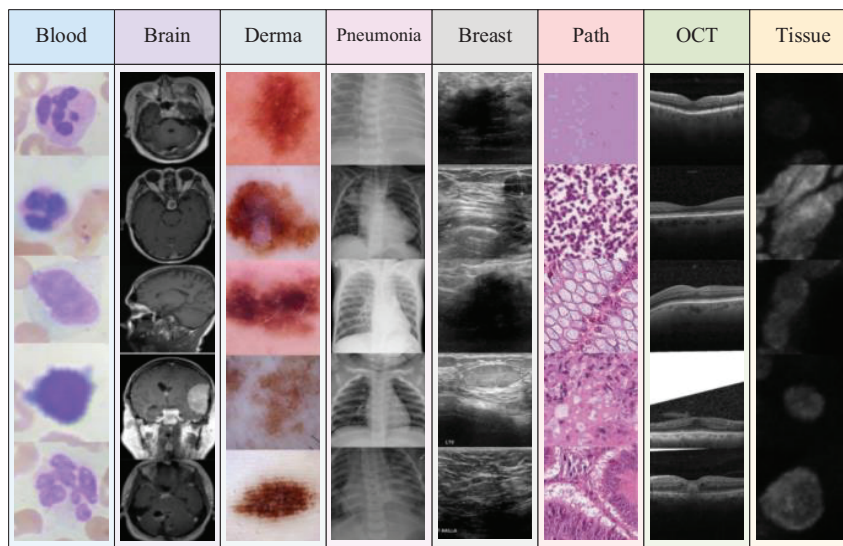 Blood
Brain
Derma
Pneumonia
Breast
Path
OCT
Tissue